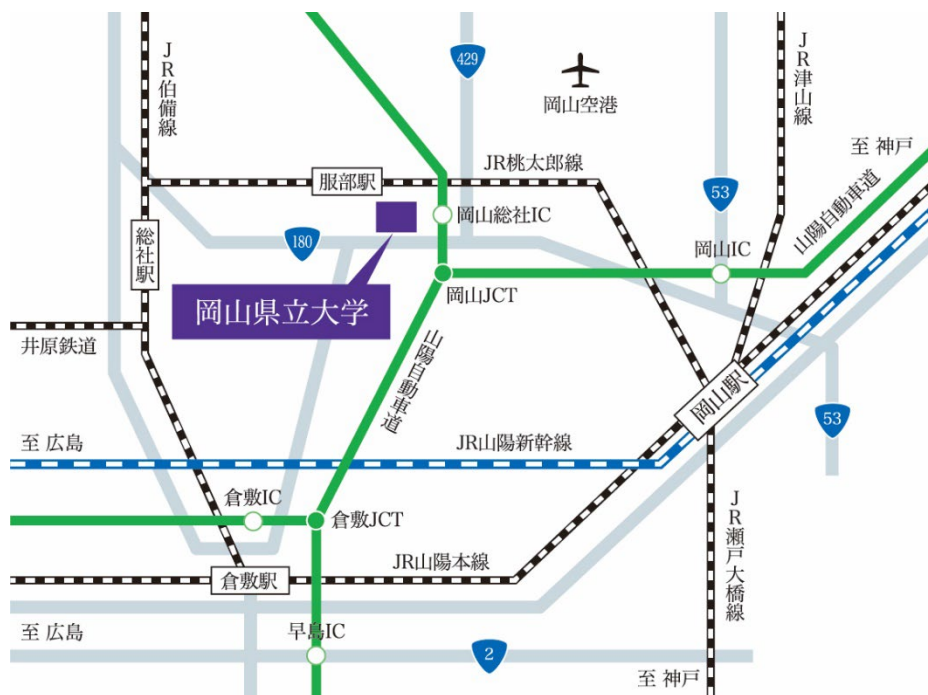 JR伯備線
429
岡山空港
JR津山線
至 神戸
JR桃太郎線
服部駅
53
山陽自動車道
岡山総社IC
総社駅
180
岡山IC
岡山県立大学
岡山JCT
井原鉄道
山陽自動車道
岡山駅
53
至 広島
JR山陽新幹線
倉敷IC
倉敷JCT
JR瀬戸大橋線
JR山陽本線
倉敷駅
至 広島
早島IC
2
至 神戸